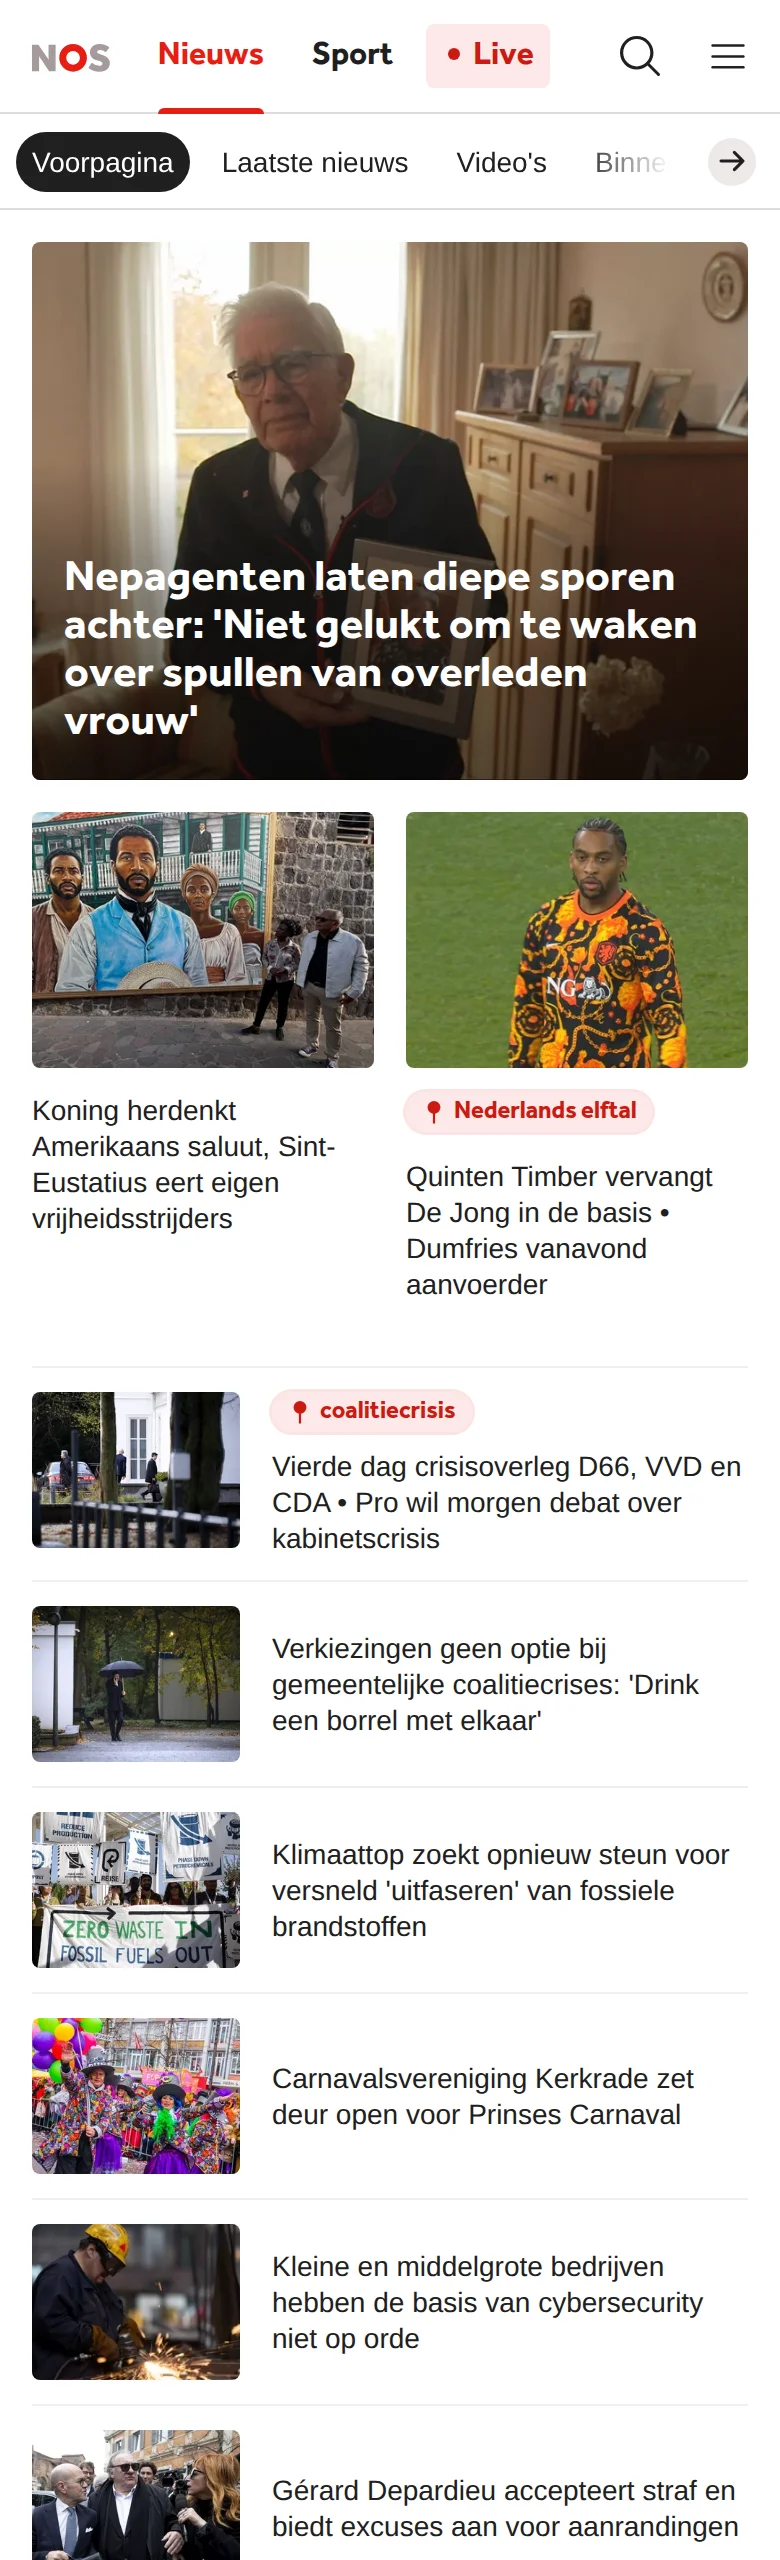 NOS Nieuws Sport Live
Voorpagina Laatste nieuws Video's Binne
Nepagenten laten diepe sporen
achter: 'Niet gelukt om te waken
over spullen van overleden
vrouw'
ING
Koning herdenkt
Amerikaans saluut, Sint-
Eustatius eert eigen
vrijheidsstrijders
Nederlands elftal
Quinten Timber vervangt
De Jong in de basis •
Dumfries vanavond
aanvoerder
coalitiecrisis
Vierde dag crisisoverleg D66, VVD en
CDA • Pro wil morgen debat over
kabinetscrisis
Verkiezingen geen optie bij
gemeentelijke coalitiecrises: 'Drink
een borrel met elkaar'
REDUCE
PRODUCTION
PHASE DOWN
PETROCHEMICALS
ZERO WASTE IN
FOSSIL FUELS OUT
Klimaattop zoekt opnieuw steun voor
versneld 'uitfaseren' van fossiele
brandstoffen
Carnavalsvereniging Kerkrade zet
deur open voor Prinses Carnaval
Kleine en middelgrote bedrijven
hebben de basis van cybersecurity
niet op orde
Gérard Depardieu accepteert straf en
biedt excuses aan voor aanrandingen